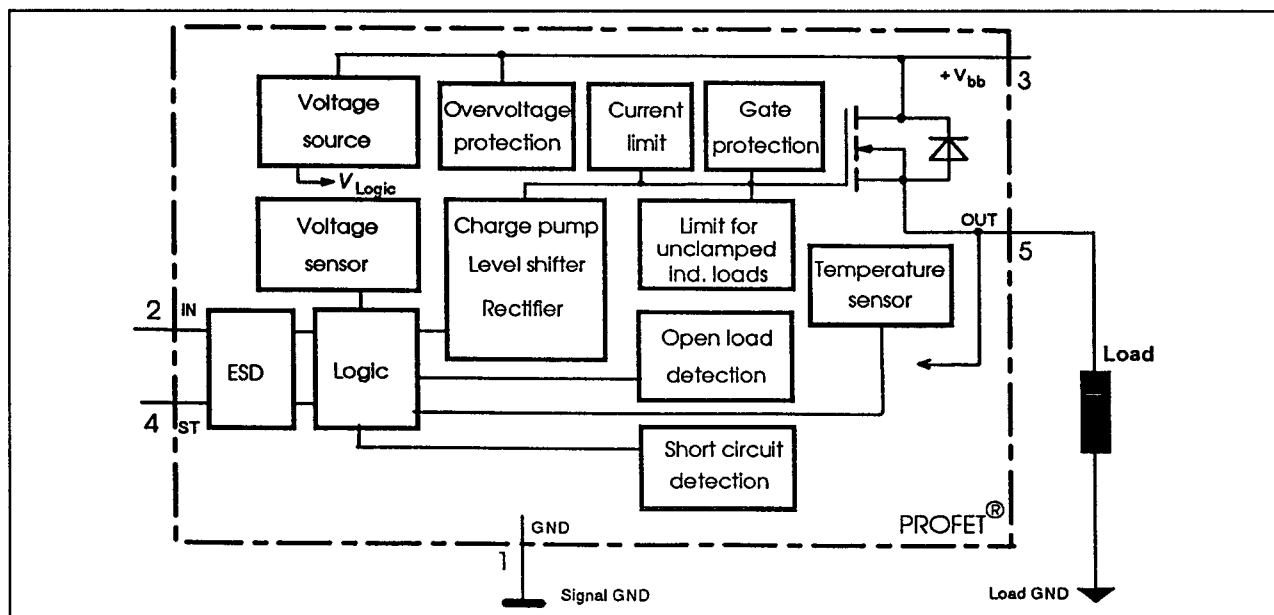 + Vbb
3
Voltage
source
Overvoltage
protection
Current
limit
Gate
protection
VLogic
Voltage
sensor
Charge pump
Level shifter
Rectifier
Limit for
unclamped
ind. loads
OUT
5
Temperature
sensor
2
IN
ESD
Logic
Open load
detection
Load
4
ST
Short circuit
detection
PROFET®
GND
1
Signal GND
Load GND